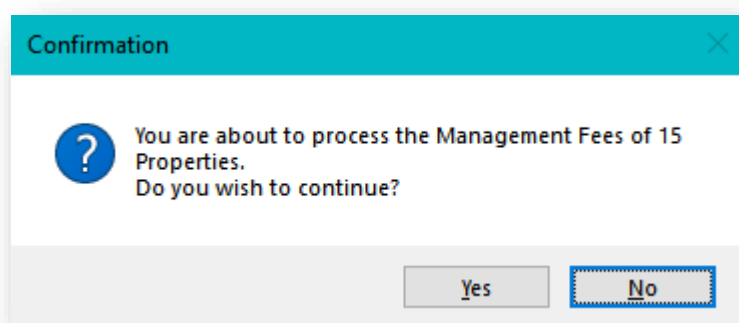 Confirmation
You are about to process the Management Fees of 15
Properties.
Do you wish to continue?
Yes
No